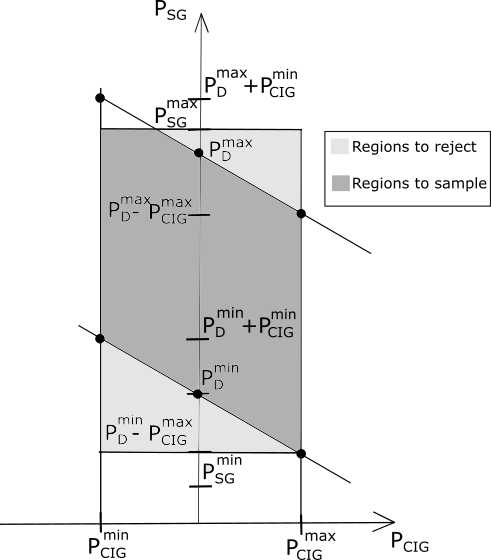 P_SG
P_D^max + P_CIG^min
P_SG^max
P_D^max
Regions to reject
Regions to sample
P_D^max - P_CIG^max
P_D^min + P_CIG^min
P_D^min
P_D^min - P_CIG^max
P_SG^min
P_CIG^min
P_CIG^max
P_CIG